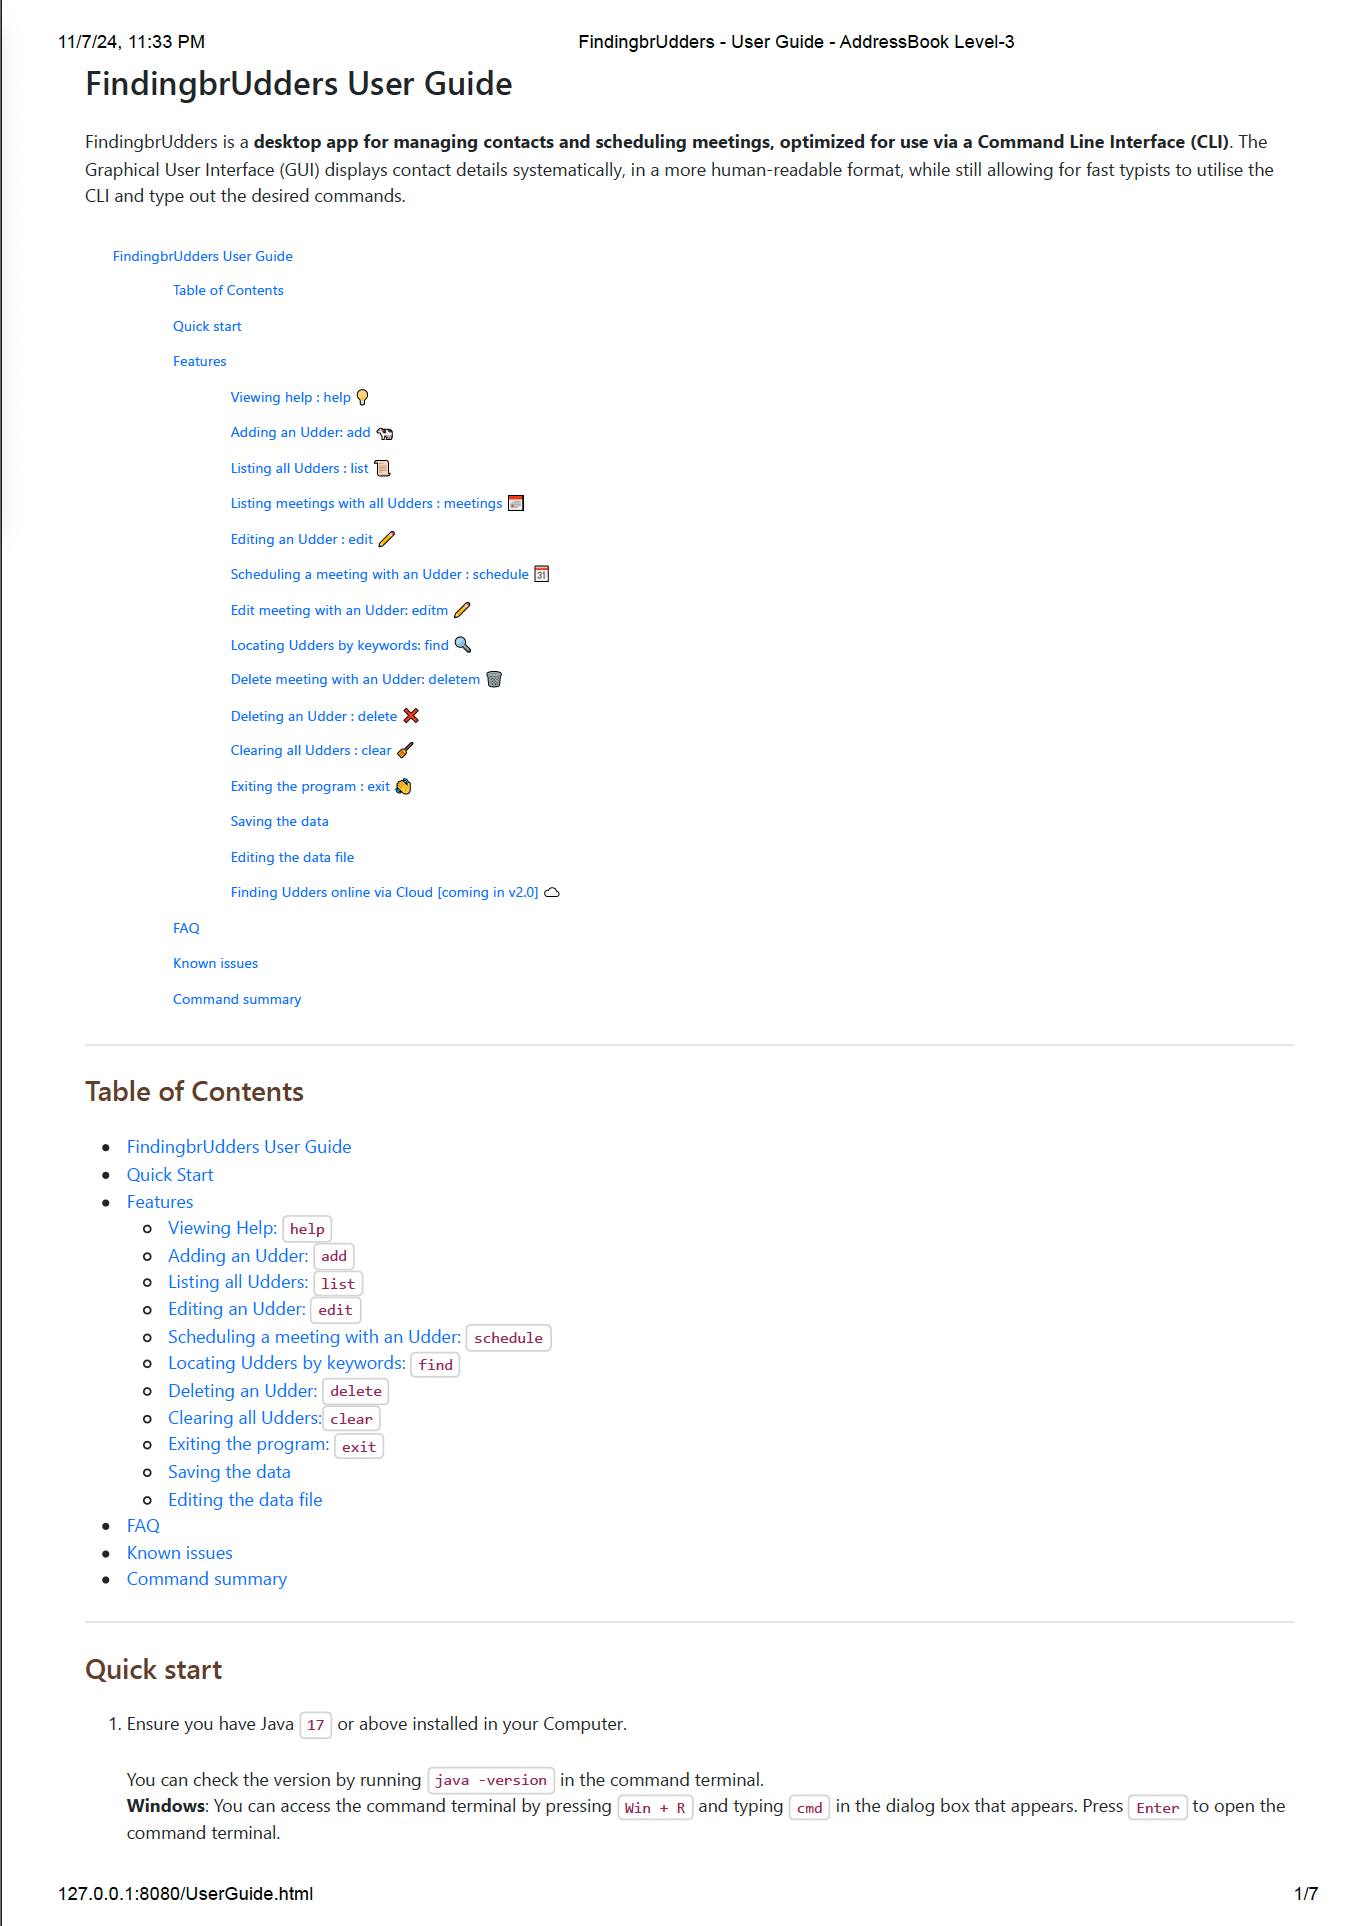 11/7/24, 11:33 PM
FindingbrUdders - User Guide - AddressBook Level-3
FindingbrUdders User Guide
FindingbrUdders is a desktop app for managing contacts and scheduling meetings, optimized for use via a Command Line Interface (CLI). The
Graphical User Interface (GUI) displays contact details systematically, in a more human-readable format, while still allowing for fast typists to utilise the
CLI and type out the desired commands.
FindingbrUdders User Guide
Table of Contents
Quick start
Features
Viewing help : help 💡
Adding an Udder: add 🐄
Listing all Udders : list 📜
Listing meetings with all Udders : meetings 📅
Editing an Udder : edit ✏️
Scheduling a meeting with an Udder : schedule 📆
Edit meeting with an Udder: editm ✏️
Locating Udders by keywords: find 🔍
Delete meeting with an Udder: deletem 🗑️
Deleting an Udder : delete ❌
Clearing all Udders : clear 🧹
Exiting the program : exit 👋
Saving the data
Editing the data file
Finding Udders online via Cloud [coming in v2.0] ☁️
FAQ
Known issues
Command summary
Table of Contents
• FindingbrUdders User Guide
• Quick Start
• Features
◦ Viewing Help: help
◦ Adding an Udder: add
◦ Listing all Udders: list
◦ Editing an Udder: edit
◦ Scheduling a meeting with an Udder: schedule
◦ Locating Udders by keywords: find
◦ Deleting an Udder: delete
◦ Clearing all Udders: clear
◦ Exiting the program: exit
◦ Saving the data
◦ Editing the data file
• FAQ
• Known issues
• Command summary
Quick start
1. Ensure you have Java 17 or above installed in your Computer.
You can check the version by running java -version in the command terminal.
Windows: You can access the command terminal by pressing Win + R and typing cmd in the dialog box that appears. Press Enter to open the
command terminal.
127.0.0.1:8080/UserGuide.html
1/7